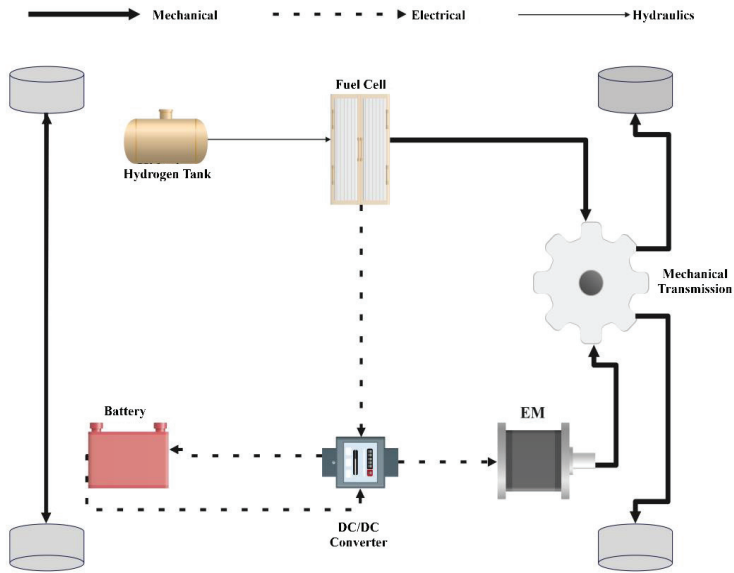 Mechanical
Electrical
Hydraulics
Fuel Cell
Hydrogen Tank
Mechanical
Transmission
Battery
EM
DC/DC
Converter